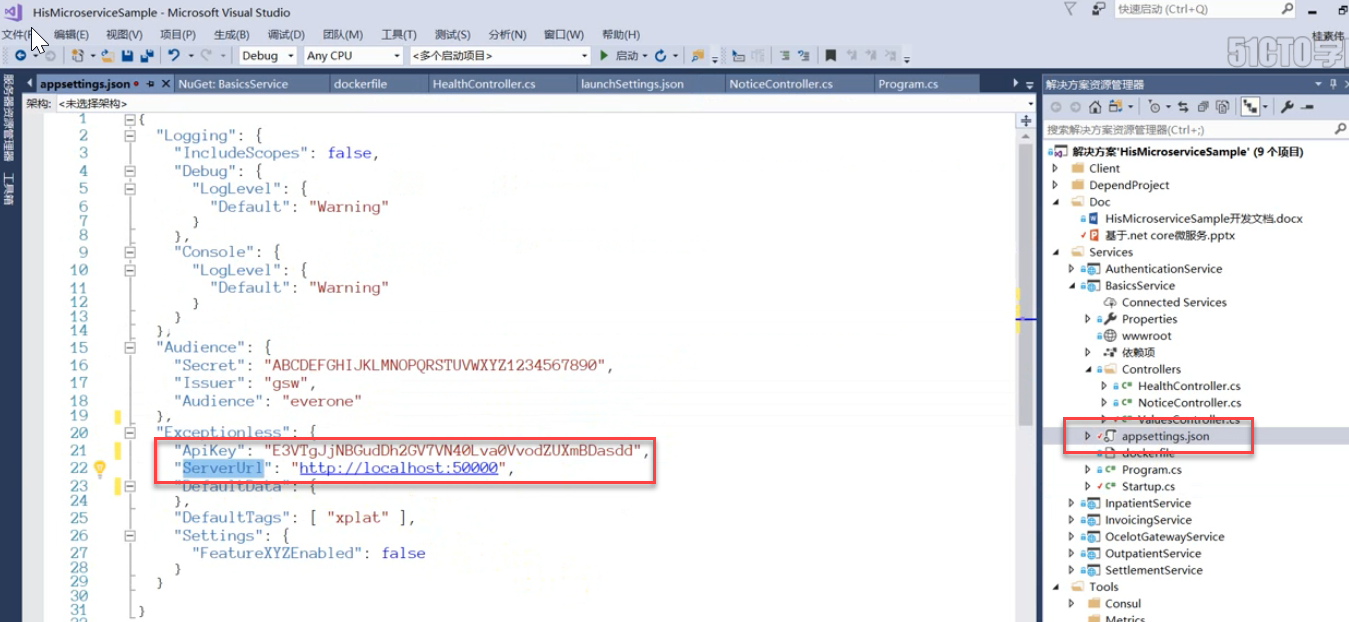 HisMicroserviceSample - Microsoft Visual Studio
快速启动 (Ctrl+Q)
编辑(E) 视图(V) 项目(P) 生成(B) 调试(D) 团队(M) 工具(T) 测试(S) 分析(N) 窗口(W) 帮助(H)
桂素伟
Debug Any CPU <多个启动项目> 启动
51CTO学
服务器资源管理器
工具箱
appsettings.json NuGet: BasicsService dockerfile HealthController.cs launchSettings.json NoticeController.cs Program.cs
架构: <未选择架构>
1 {
2 "Logging": {
3 "IncludeScopes": false,
4 "Debug": {
5 "LogLevel": {
6 "Default": "Warning"
7 }
8 },
9 "Console": {
10 "LogLevel": {
11 "Default": "Warning"
12 }
13 }
14 },
15 "Audience": {
16 "Secret": "ABCDEFGHIJKLMNOPQRSTUVWXYZ1234567890",
17 "Issuer": "gsw",
18 "Audience": "everone"
19 },
20 "Exceptionless": {
21 "ApiKey": "E3VTgJjNBGudDh2GV7VN40Lva0VvodZUXmBDasdd",
22 "ServerUrl": "http://localhost:50000",
23 "DefaultData": {
24 },
25 "DefaultTags": [ "xplat" ],
26 "Settings": {
27 "FeatureXYZEnabled": false
28 }
29 }
30
31 }
解决方案资源管理器
搜索解决方案资源管理器(Ctrl+;)
解决方案'HisMicroserviceSample' (9 个项目)
Client
DependProject
Doc
HisMicroserviceSample开发文档.docx
基于.net core微服务.pptx
Services
AuthenticationService
BasicsService
Connected Services
Properties
wwwroot
依赖项
Controllers
HealthController.cs
NoticeController.cs
ValuesController.cs
appsettings.json
dockerfile
Program.cs
Startup.cs
InpatientService
InvoicingService
OcelotGatewayService
OutpatientService
SettlementService
Tools
Consul
Metrics